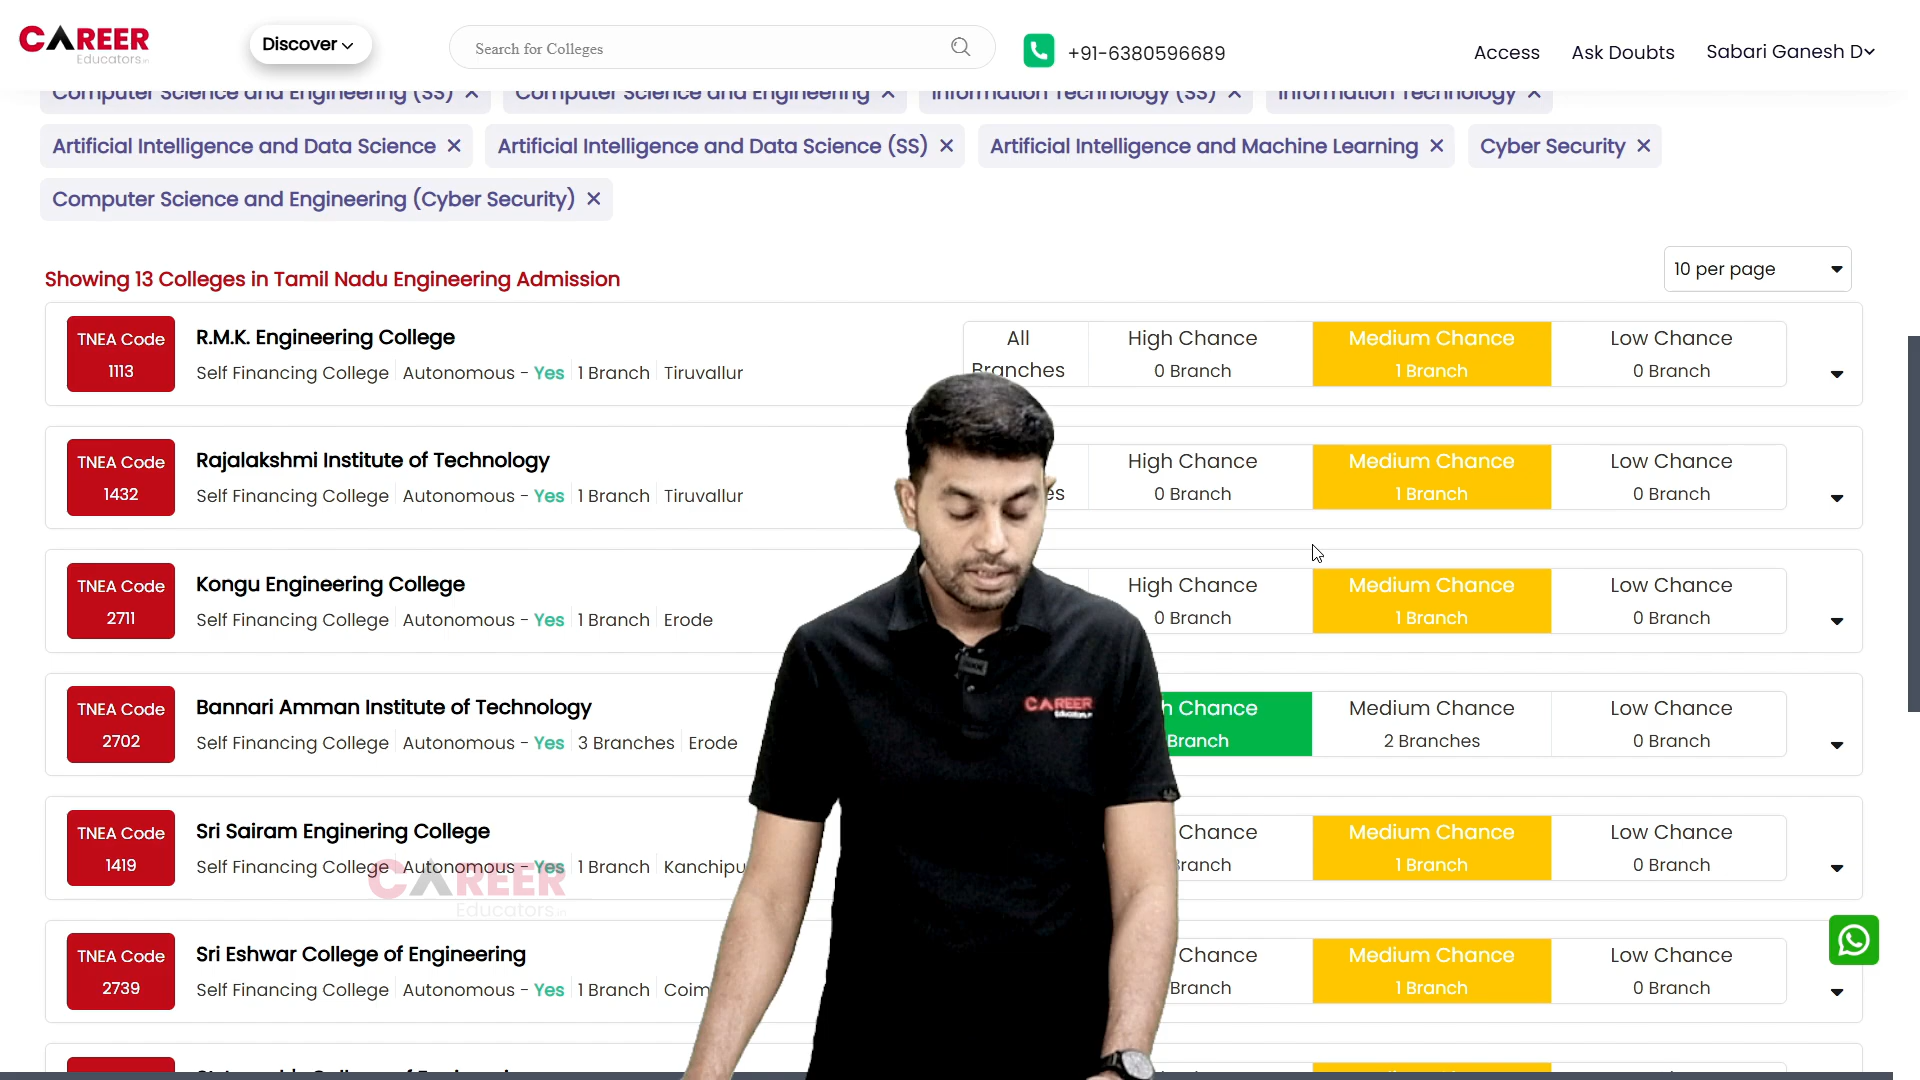 CAREER
Educators.in
Discover
Search for Colleges
+91-6380596689
Access
Ask Doubts
Sabari Ganesh D
Computer Science and Engineering (SS) ×
Computer Science and Engineering ×
Information Technology (SS) ×
Information Technology ×
Artificial Intelligence and Data Science ×
Artificial Intelligence and Data Science (SS) ×
Artificial Intelligence and Machine Learning ×
Cyber Security ×
Computer Science and Engineering (Cyber Security) ×
Showing 13 Colleges in Tamil Nadu Engineering Admission
10 per page
TNEA Code
1113
R.M.K. Engineering College
Self Financing College Autonomous - Yes 1 Branch Tiruvallur
All
Branches
High Chance
0 Branch
Medium Chance
1 Branch
Low Chance
0 Branch
TNEA Code
1432
Rajalakshmi Institute of Technology
Self Financing College Autonomous - Yes 1 Branch Tiruvallur
High Chance
0 Branch
Medium Chance
1 Branch
Low Chance
0 Branch
TNEA Code
2711
Kongu Engineering College
Self Financing College Autonomous - Yes 1 Branch Erode
High Chance
0 Branch
Medium Chance
1 Branch
Low Chance
0 Branch
TNEA Code
2702
Bannari Amman Institute of Technology
Self Financing College Autonomous - Yes 3 Branches Erode
Chance
Branch
Medium Chance
2 Branches
Low Chance
0 Branch
TNEA Code
1419
Sri Sairam Enginering College
Self Financing College Autonomous - Yes 1 Branch
Chance
Medium Chance
1 Branch
Low Chance
0 Branch
CAREER
Educators.in
TNEA Code
2739
Sri Eshwar College of Engineering
Self Financing College Autonomous - Yes 1 Branch
Chance
Branch
Medium Chance
1 Branch
Low Chance
0 Branch
CAREER
Educators.in